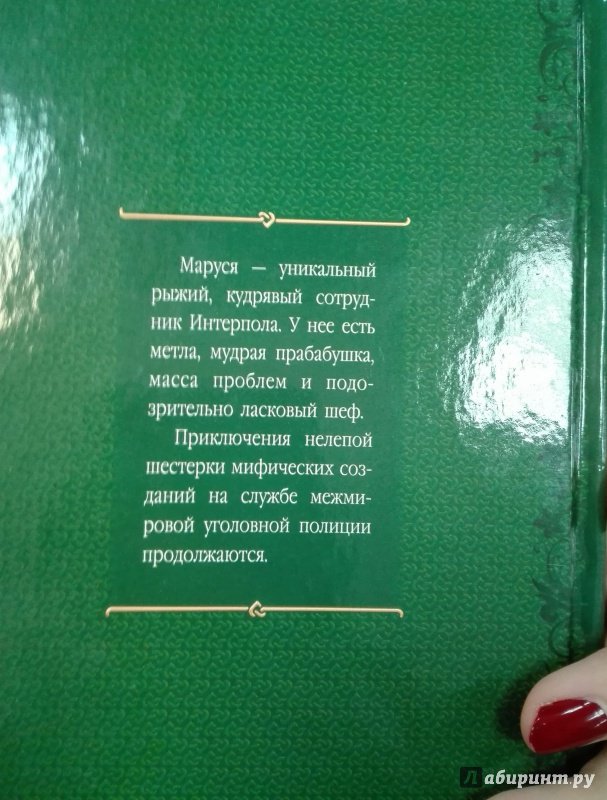 Маруся — уникальный
рыжий, кудрявый сотруд-
ник Интерпола. У нее есть
метла, мудрая прабабушка,
масса проблем и подо-
зрительно ласковый шеф.
Приключения нелепой
шестерки мифических соз-
даний на службе межми-
ровой уголовной полиции
продолжаются.
Лабиринт.ру